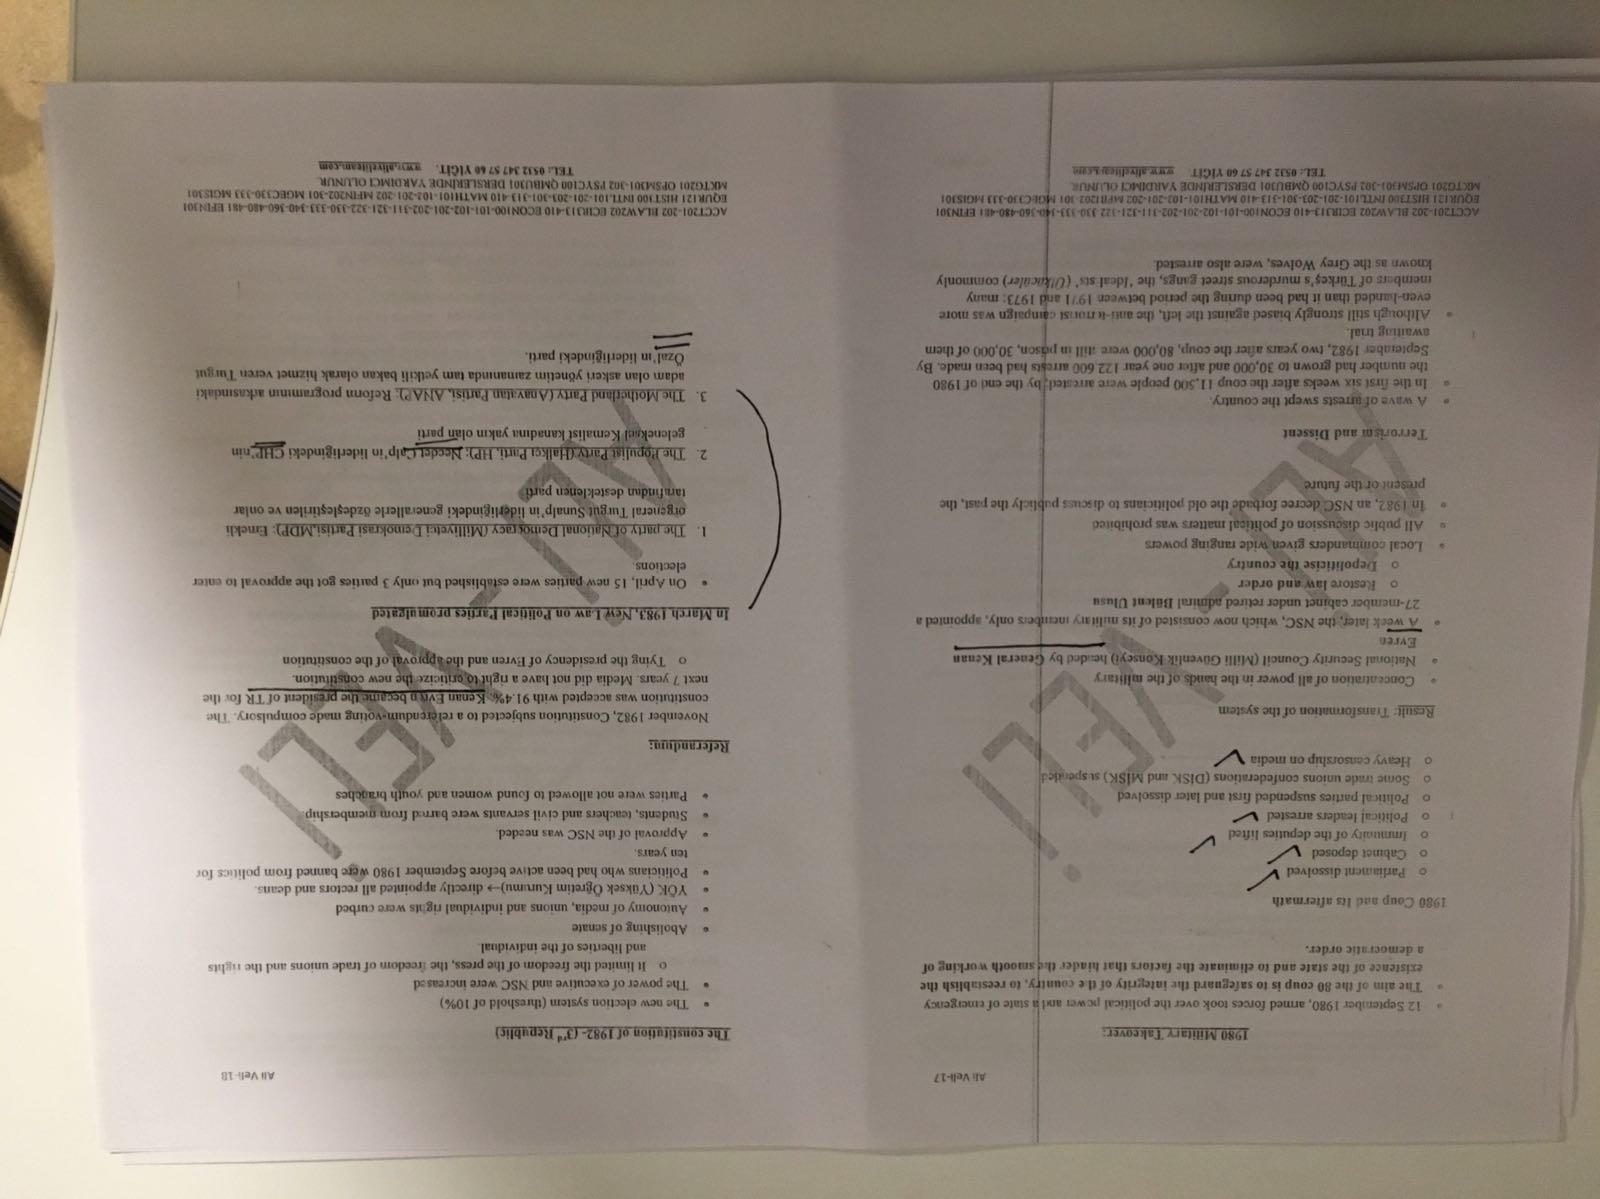 Ali Veli-17
1980 Military Takeover:
• 12 September 1980, armed forces took over the political power and a state of emergency
• The aim of the 80 coup is to safeguard the integrity of the country, to reestablish the
existence of the state and to eliminate the factors that hinder the smooth working of
a democratic order.
1980 Coup and Its aftermath
o Parliament dissolved
o Cabinet deposed
o Immunity of the deputies lifted
o Political leaders arrested
o Political parties suspended first and later dissolved
o Some trade unions confederations (DİSK and MİSK) suspended
o Heavy censorship on media
Result: Transformation of the system
• Concentration of all power in the hands of the military
• National Security Council (Milli Güvenlik Konseyi) headed by General Kenan
Evren
• A week later, the NSC, which now consisted of its military members only, appointed a
27-member cabinet under retired admiral Bülent Ulusu
o Restore law and order
o Depoliticise the country
• Local commanders given wide ranging powers
• All public discussion of political matters was prohibited
• In 1982, an NSC decree forbade the old politicians to discuss publicly the past, the
present or the future
Terrorism and Dissent
• A wave of arrests swept the country.
• In the first six weeks after the coup 11,500 people were arrested; by the end of 1980
the number had grown to 30,000 and after one year 122 600 arrests had been made. By
September 1982, two years after the coup, 80,000 were still in prison, 30,000 of them
awaiting trial.
• Although still strongly biased against the left, the anti-terrorist campaign was more
even-handed than it had been during the period between 1971 and 1973: many
members of Türkeş's murderous street gangs, the 'Idealists' (Ülkücüler) commonly
known as the Grey Wolves, were also arrested.
ACCT201-202 BLAW202 ECIR313-410 ECON100-101-102-201-202-311-321-322-330-333-340-360-480-481 EFIN301
EQUR121 HIST300 INTL101-201-203-301-313-410 MATH101-102-201-202 MFIN202-301 MGEC330-333 MGIS301
MKTG201 OPSM301-302 PSYC100 QMBU301 DERSLERİNDE YARDIMCI OLUNUR.
TEL: 0532 347 57 60 YİĞİT. www.aliveliteam.com
ALI - VELI
Ali Veli-18
The constitution of 1982- (3rd Republic)
• The new election system (threshold of 10%)
• The power of executive and NSC were increased
o It limited the freedom of the press, the freedom of trade unions and the rights
and liberties of the individual.
• Abolishing of senate
• Autonomy of media, unions and individual rights were curbed
• YÖK (Yüksek Öğretim Kurumu)→ directly appointed all rectors and deans.
• Politicians who had been active before September 1980 were banned from politics for
ten years.
• Approval of the NSC was needed.
• Students, teachers and civil servants were barred from membership.
• Parties were not allowed to found women and youth branches
Referandum:
November 1982, Constitution subjected to a referendum-voting made compulsory. The
constitution was accepted with 91.4%. Kenan Evren became the president of TR for the
next 7 years. Media did not have a right to criticize the new constitution.
o Tying the presidency of Evren and the approval of the constitution
In March 1983, New Law on Political Parties promulgated
• On April, 15 new parties were established but only 3 parties got the approval to enter
elections.
1. The party of National Democracy (Milliyetci Demokrasi Partisi,MDP): Emekli
orgeneral Turgut Sunalp'in liderliğindeki generallerle özdeşleştirilen ve onlar
tarafından desteklenen parti
2. The Populist Party (Halkçı Parti, HP): Necdet Calp'in liderliğindeki CHP'nin
geleneksel Kemalist kanadına yakın olan parti
3. The Motherland Party (Anavatan Partisi, ANAP): Reform programının arkasındaki
adam olan askeri yönetim zamanında tam yetkili bakan olarak hizmet veren Turgut
Özal'ın liderliğindeki parti.
ACCT201-202 BLAW202 ECIR313-410 ECON100-101-102-201-202-311-321-322-330-333-340-360-480-481 EFIN301
EQUR121 HIST300 INTL101-201-203-301-313-410 MATH101-102-201-202 MFIN202-301 MGEC330-333 MGIS301
MKTG201 OPSM301-302 PSYC100 QMBU301 DERSLERİNDE YARDIMCI OLUNUR.
TEL: 0532 347 57 60 YİĞİT. www.aliveliteam.com
ALI - VELI